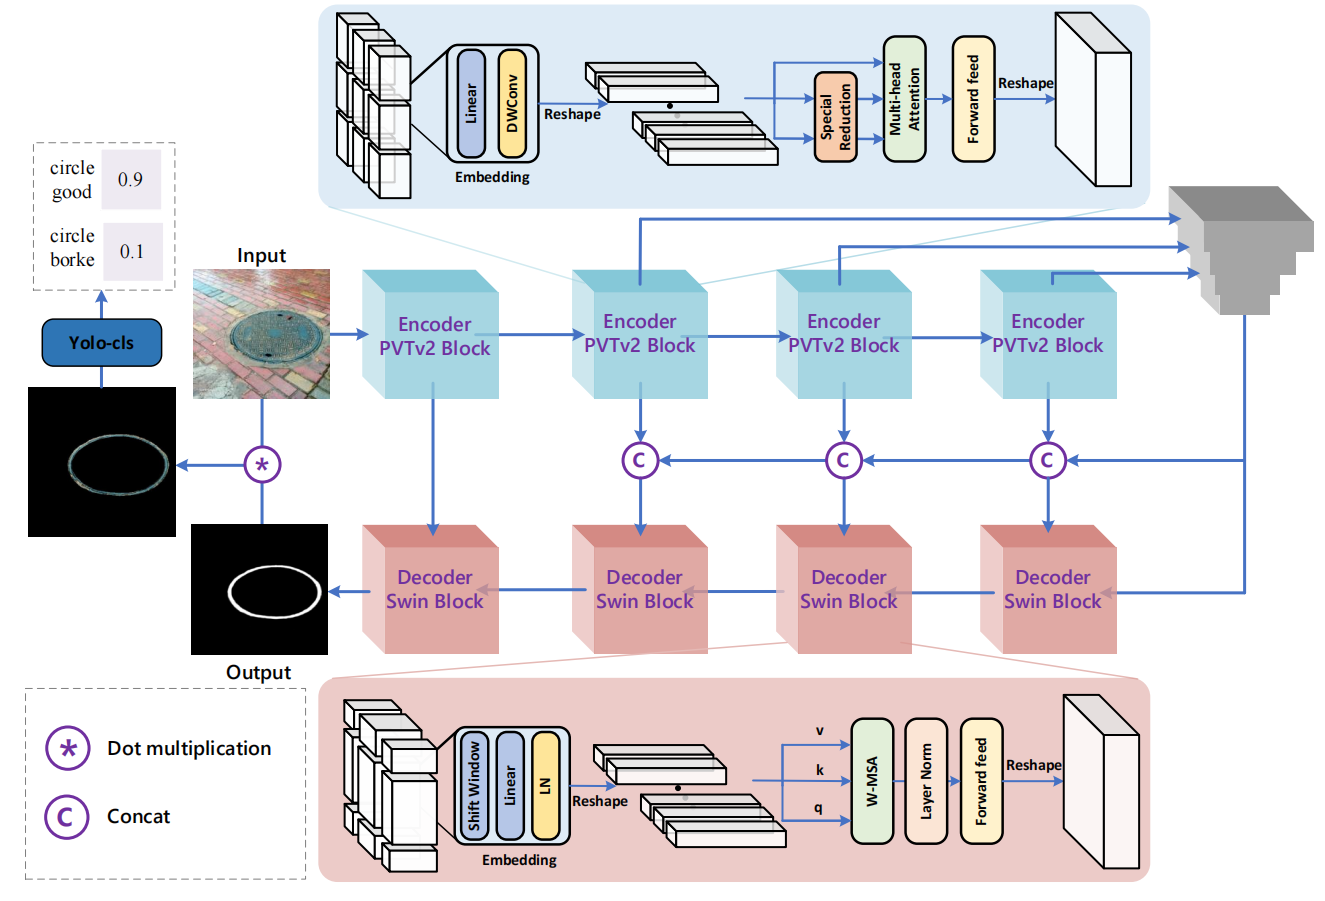 Linear
DWConv
Embedding
Reshape
Special
Reduction
Multi-head
Attention
Forward feed
Reshape
circle
good
0.9
circle
borke
0.1
Yolo-cls
Input
Encoder
PVTv2 Block
Encoder
PVTv2 Block
Encoder
PVTv2 Block
Encoder
PVTv2 Block
*
C
C
C
Decoder
Swin Block
Decoder
Swin Block
Decoder
Swin Block
Decoder
Swin Block
Output
* Dot multiplication
C Concat
Shift Window
Linear
LN
Embedding
Reshape
v
k
q
W-MSA
Layer Norm
Forward feed
Reshape